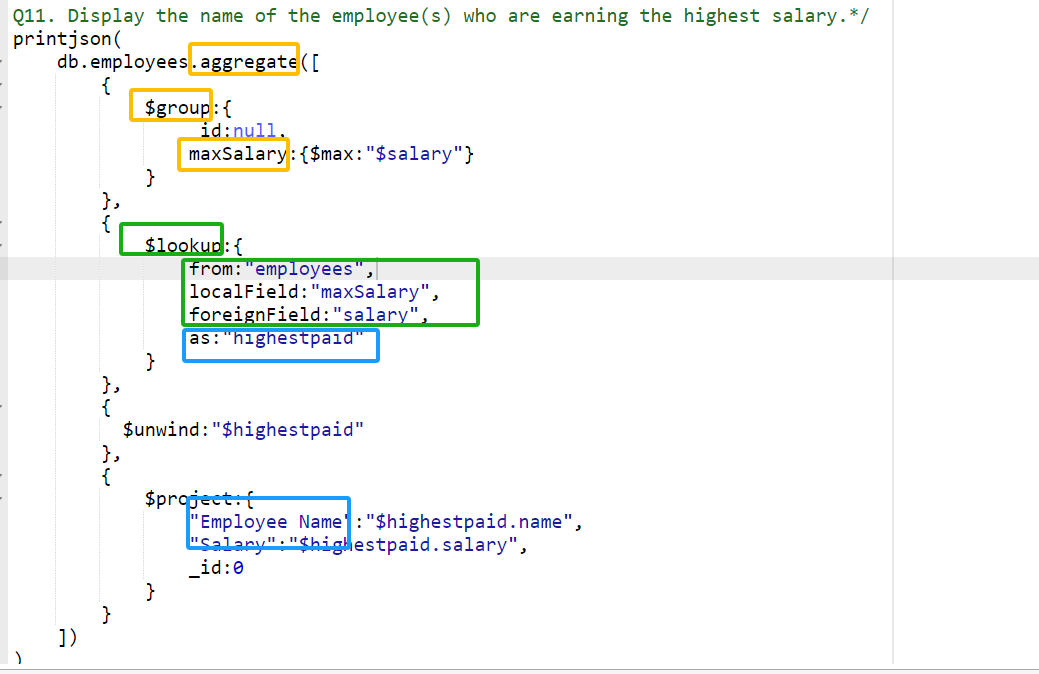 Q11. Display the name of the employee(s) who are earning the highest salary.*/
printjson(
db.employees.aggregate([
{
$group:{
_id:null,
maxSalary:{$max:"$salary"}
}
},
{
$lookup:{
from:"employees",
localField:"maxSalary",
foreignField:"salary",
as:"highestpaid"
}
},
{
$unwind:"$highestpaid"
},
{
$project:{
"Employee Name":"$highestpaid.name",
"Salary":"$highestpaid.salary",
_id:0
}
}
])
)